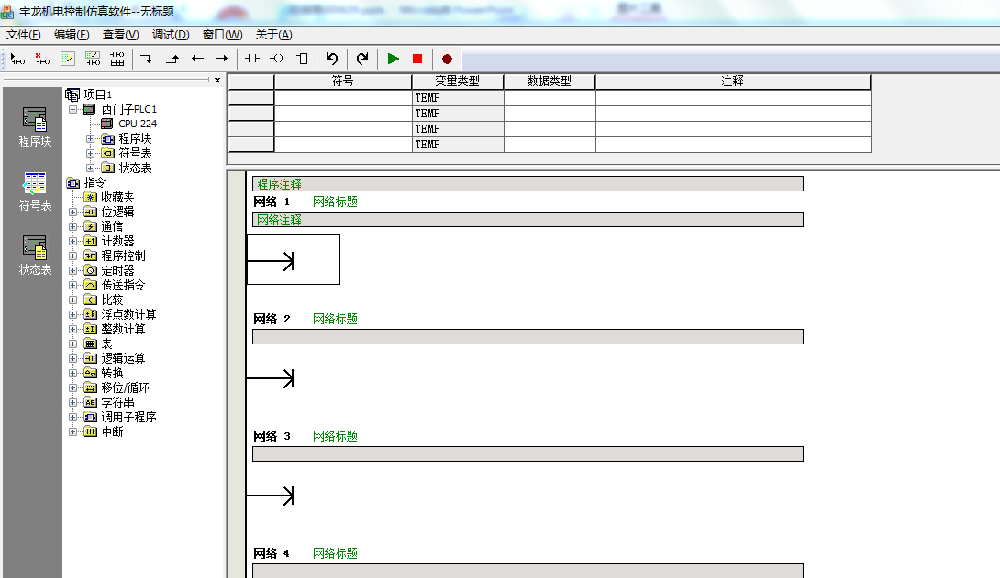 宇龙机电控制仿真软件--无标题
文件(F) 编辑(E) 查看(V) 调试(D) 窗口(W) 关于(A)
符号 变量类型 数据类型 注释
TEMP
TEMP
TEMP
TEMP
程序块
符号表
状态表
项目1
西门子PLC1
CPU 224
程序块
符号表
状态表
指令
收藏夹
位逻辑
通信
计数器
程序控制
定时器
传送指令
比较
浮点数计算
整数计算
表
逻辑运算
转换
移位/循环
字符串
调用子程序
中断
程序注释
网络 1 网络标题
网络注释
网络 2 网络标题
网络 3 网络标题
网络 4 网络标题